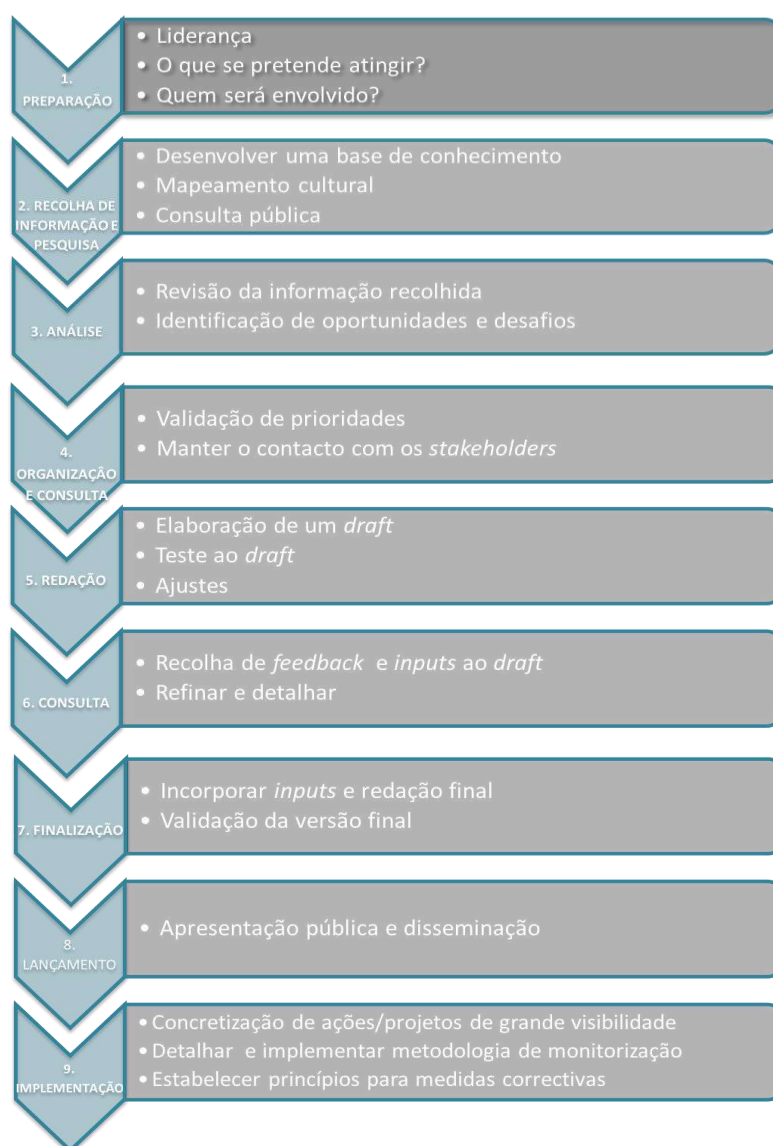 1.
PREPARAÇÃO
• Liderança
• O que se pretende atingir?
• Quem será envolvido?
2. RECOLHA DE
INFORMAÇÃO E
PESQUISA
• Desenvolver uma base de conhecimento
• Mapeamento cultural
• Consulta pública
3. ANÁLISE
• Revisão da informação recolhida
• Identificação de oportunidades e desafios
4.
ORGANIZAÇÃO
E CONSULTA
• Validação de prioridades
• Manter o contacto com os stakeholders
5. REDAÇÃO
• Elaboração de um draft
• Teste ao draft
• Ajustes
6. CONSULTA
• Recolha de feedback e inputs ao draft
• Refinar e detalhar
7. FINALIZAÇÃO
• Incorporar inputs e redação final
• Validação da versão final
8.
LANÇAMENTO
• Apresentação pública e disseminação
9.
IMPLEMENTAÇÃO
• Concretização de ações/projetos de grande visibilidade
• Detalhar e implementar metodologia de monitorização
• Estabelecer princípios para medidas correctivas